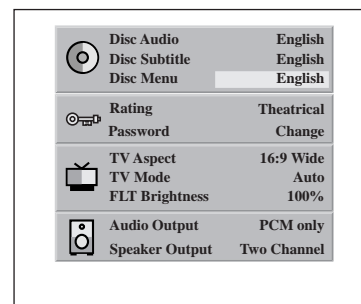 Disc Audio English
Disc Subtitle English
Disc Menu English
Rating Theatrical
Password Change
TV Aspect 16:9 Wide
TV Mode Auto
FLT Brightness 100%
Audio Output PCM only
Speaker Output Two Channel